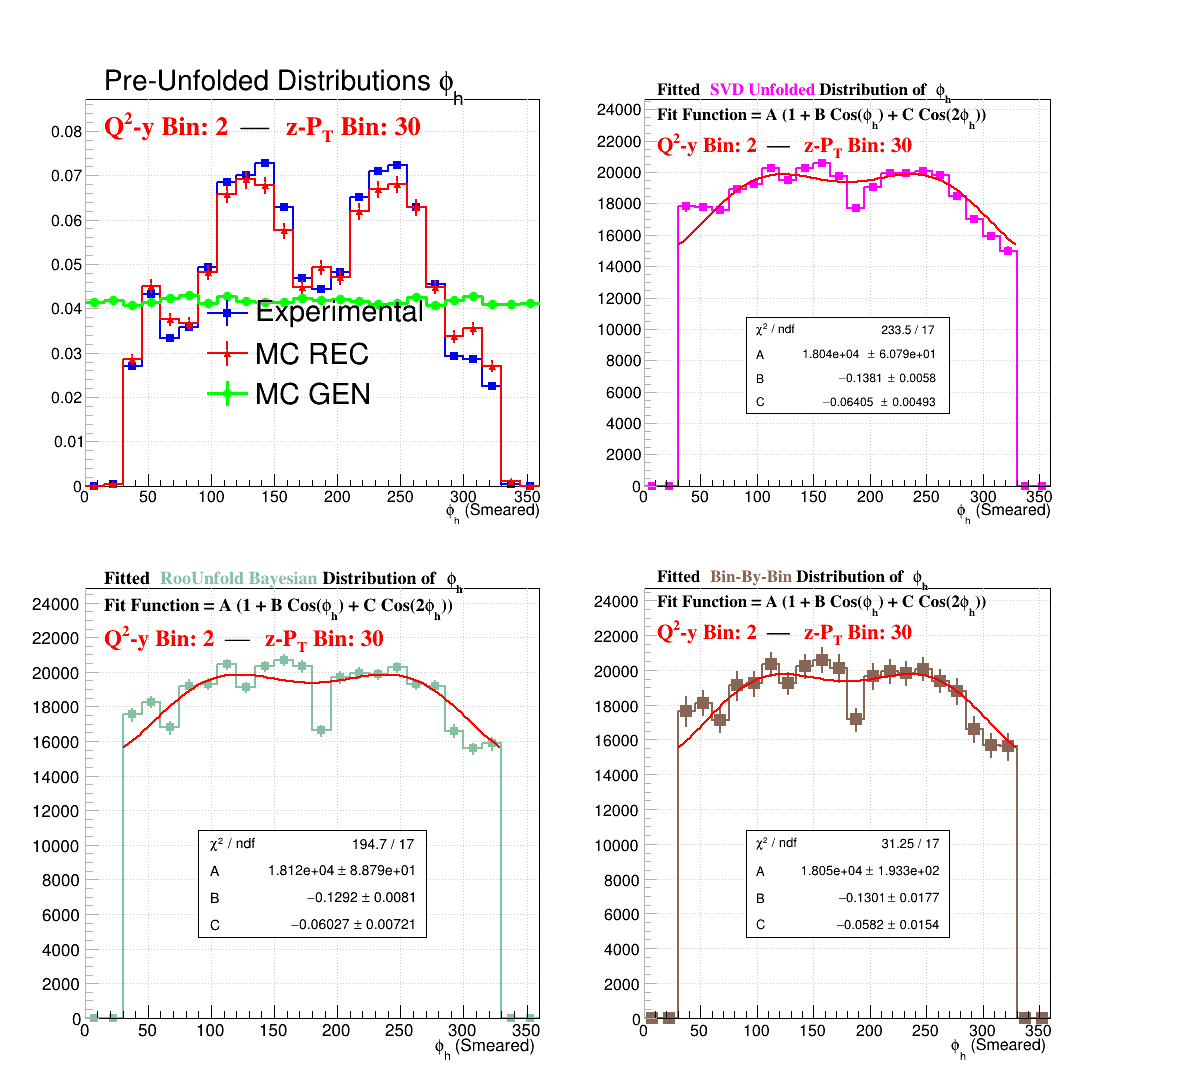 Pre-Unfolded Distributions ϕh
Q²-y Bin: 2 — z-PT Bin: 30
0.08
0.07
0.06
0.05
0.04
0.03
0.02
0.01
0
Experimental
MC REC
MC GEN
0 50 100 150 200 250 300 350
ϕh (Smeared)
Fitted SVD Unfolded Distribution of ϕh
Fit Function = A (1 + B Cos(ϕh) + C Cos(2ϕh))
Q²-y Bin: 2 — z-PT Bin: 30
24000
22000
20000
18000
16000
14000
12000
10000
8000
6000
4000
2000
0
χ² / ndf 233.5 / 17
A 1.804e+04 ± 6.079e+01
B −0.1381 ± 0.0058
C −0.06405 ± 0.00493
0 50 100 150 200 250 300 350
ϕh (Smeared)
Fitted RooUnfold Bayesian Distribution of ϕh
Fit Function = A (1 + B Cos(ϕh) + C Cos(2ϕh))
Q²-y Bin: 2 — z-PT Bin: 30
24000
22000
20000
18000
16000
14000
12000
10000
8000
6000
4000
2000
0
χ² / ndf 194.7 / 17
A 1.812e+04 ± 8.879e+01
B −0.1292 ± 0.0081
C −0.06027 ± 0.00721
0 50 100 150 200 250 300 350
ϕh (Smeared)
Fitted Bin-By-Bin Distribution of ϕh
Fit Function = A (1 + B Cos(ϕh) + C Cos(2ϕh))
Q²-y Bin: 2 — z-PT Bin: 30
24000
22000
20000
18000
16000
14000
12000
10000
8000
6000
4000
2000
0
χ² / ndf 31.25 / 17
A 1.805e+04 ± 1.933e+02
B −0.1301 ± 0.0177
C −0.0582 ± 0.0154
0 50 100 150 200 250 300 350
ϕh (Smeared)